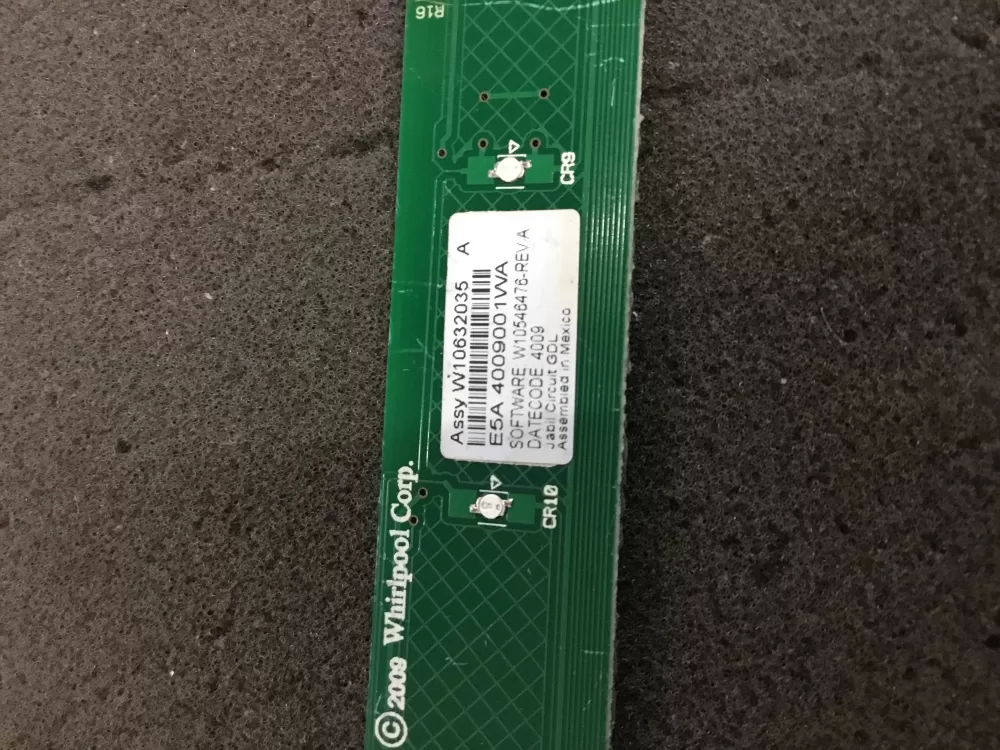 R16
CR9
Assy W10632035 A
E5A 4009001WA
SOFTWARE W10546476-REV.A
DATECODE 4009
Jabil Circuit GDL
Assembled in Mexico
CR10
© 2009 Whirlpool Corp.